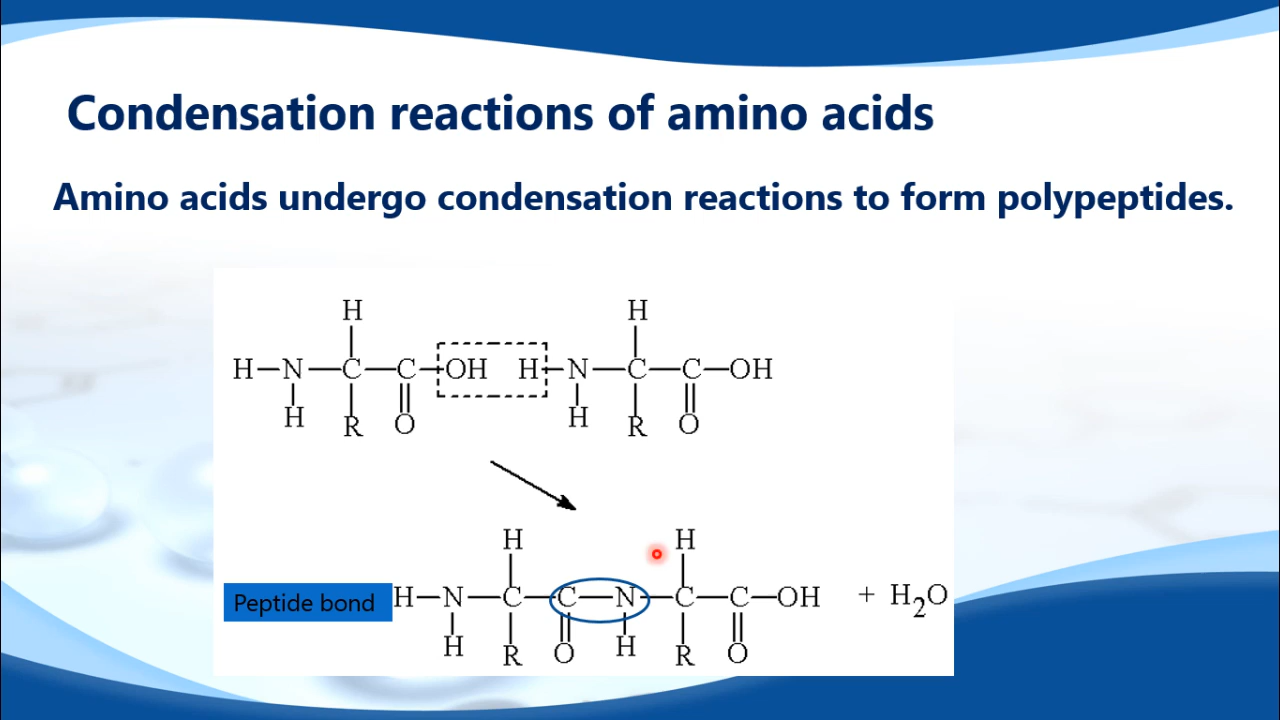 Condensation reactions of amino acids
Amino acids undergo condensation reactions to form polypeptides.
H H
H—N—C—C—OH H—N—C—C—OH
H R O H R O
H H
Peptide bond H—N—C—C—N—C—C—OH + H₂O
H R O H R O